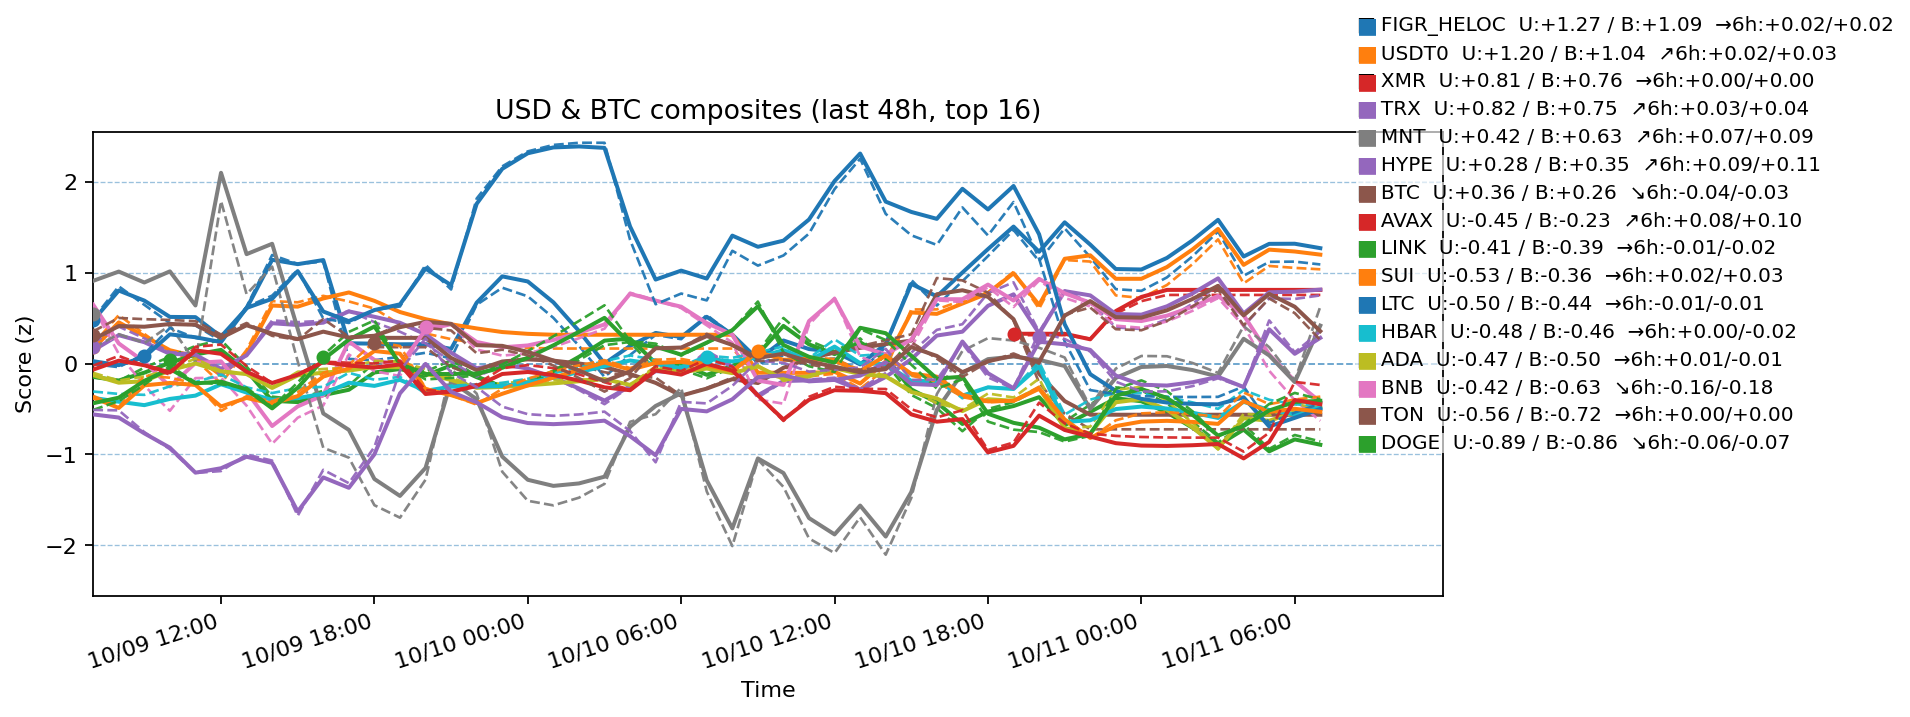 FIGR_HELOC U:+1.27 / B:+1.09 →6h:+0.02/+0.02
USDT0 U:+1.20 / B:+1.04 ↗6h:+0.02/+0.03
XMR U:+0.81 / B:+0.76 →6h:+0.00/+0.00
TRX U:+0.82 / B:+0.75 ↗6h:+0.03/+0.04
MNT U:+0.42 / B:+0.63 ↗6h:+0.07/+0.09
HYPE U:+0.28 / B:+0.35 ↗6h:+0.09/+0.11
BTC U:+0.36 / B:+0.26 ↘6h:-0.04/-0.03
AVAX U:-0.45 / B:-0.23 ↗6h:+0.08/+0.10
LINK U:-0.41 / B:-0.39 →6h:-0.01/-0.02
SUI U:-0.53 / B:-0.36 →6h:+0.02/+0.03
LTC U:-0.50 / B:-0.44 →6h:-0.01/-0.01
HBAR U:-0.48 / B:-0.46 →6h:+0.00/-0.02
ADA U:-0.47 / B:-0.50 →6h:+0.01/-0.01
BNB U:-0.42 / B:-0.63 ↘6h:-0.16/-0.18
TON U:-0.56 / B:-0.72 →6h:+0.00/+0.00
DOGE U:-0.89 / B:-0.86 ↘6h:-0.06/-0.07
USD & BTC composites (last 48h, top 16)
Score (z)
2
1
0
−1
−2
10/09 12:00
10/09 18:00
10/10 00:00
10/10 06:00
10/10 12:00
10/10 18:00
10/11 00:00
10/11 06:00
Time